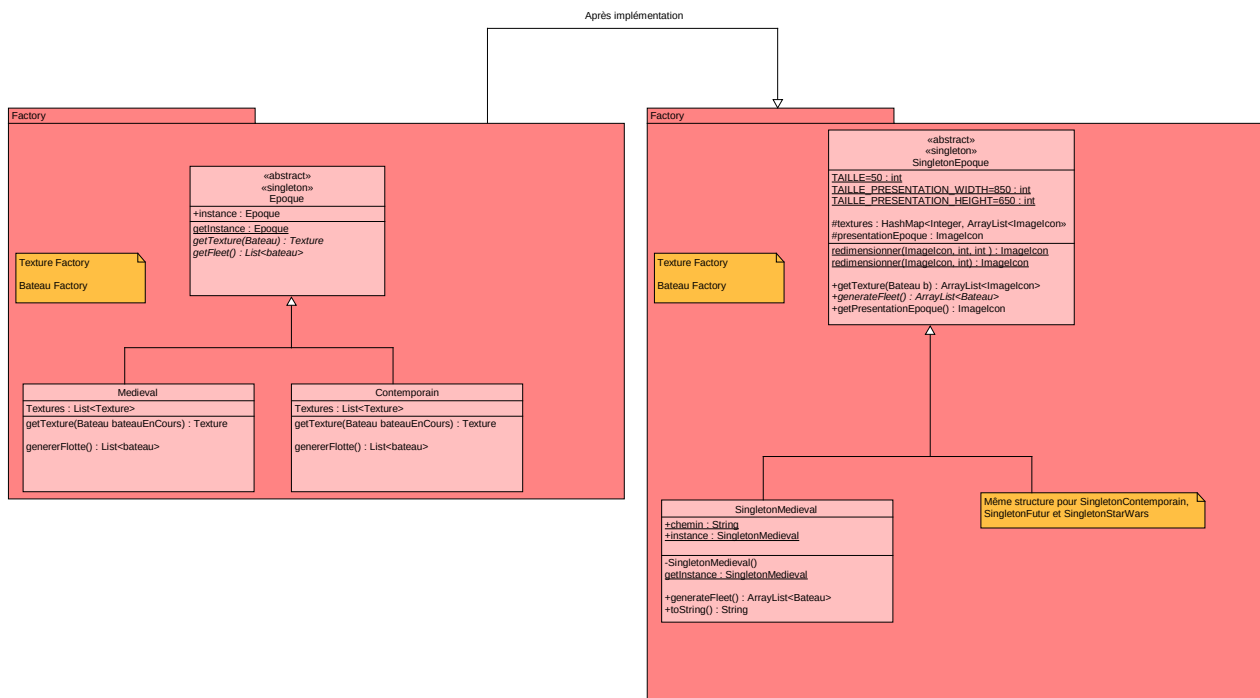 Après implémentation
Factory
«abstract»
«singleton»
Epoque
+instance : Epoque
getInstance : Epoque
getTexture(Bateau) : Texture
getFleet() : List<bateau>
Texture Factory
Bateau Factory
Medieval
Textures : List<Texture>
getTexture(Bateau bateauEnCours) : Texture
genererFlotte() : List<bateau>
Contemporain
Textures : List<Texture>
getTexture(Bateau bateauEnCours) : Texture
genererFlotte() : List<bateau>
Factory
«abstract»
«singleton»
SingletonEpoque
TAILLE=50 : int
TAILLE_PRESENTATION_WIDTH=850 : int
TAILLE_PRESENTATION_HEIGHT=650 : int
#textures : HashMap<Integer, ArrayList<ImageIcon»
#presentationEpoque : ImageIcon
redimensionner(ImageIcon, int, int ) : ImageIcon
redimensionner(ImageIcon, int) : ImageIcon
+getTexture(Bateau b) : ArrayList<ImageIcon>
+generateFleet() : ArrayList<Bateau>
+getPresentationEpoque() : ImageIcon
Texture Factory
Bateau Factory
SingletonMedieval
+chemin : String
+instance : SingletonMedieval
-SingletonMedieval()
getInstance : SingletonMedieval
+generateFleet() : ArrayList<Bateau>
+toString() : String
Même structure pour SingletonContemporain,
SingletonFutur et SingletonStarWars